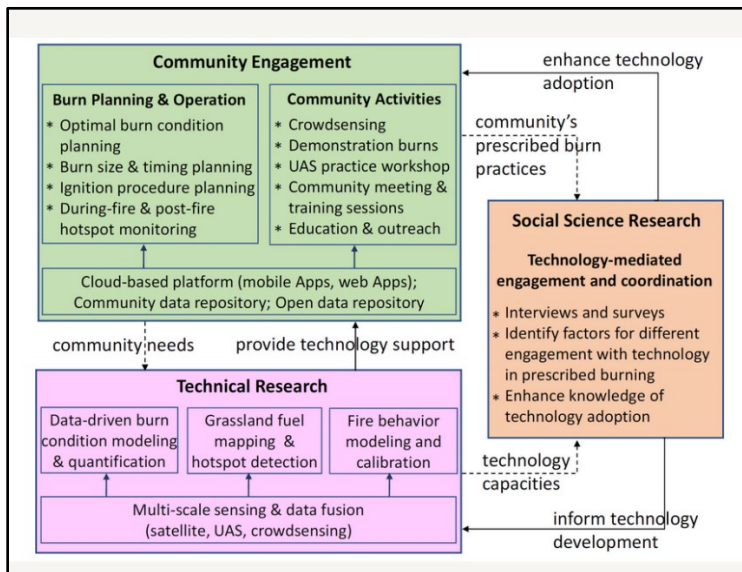 Community Engagement
Burn Planning & Operation
* Optimal burn condition
planning
* Burn size & timing planning
* Ignition procedure planning
* During-fire & post-fire
hotspot monitoring
Community Activities
* Crowdsensing
* Demonstration burns
* UAS practice workshop
* Community meeting &
training sessions
* Education & outreach
Cloud-based platform (mobile Apps, web Apps);
Community data repository; Open data repository
enhance technology
adoption
community's
prescribed burn
practices
Social Science Research
Technology-mediated
engagement and coordination
* Interviews and surveys
* Identify factors for different
engagement with technology
in prescribed burning
* Enhance knowledge of
technology adoption
community needs
provide technology support
Technical Research
Data-driven burn
condition modeling
& quantification
Grassland fuel
mapping &
hotspot detection
Fire behavior
modeling and
calibration
Multi-scale sensing & data fusion
(satellite, UAS, crowdsensing)
technology
capacities
inform technology
development